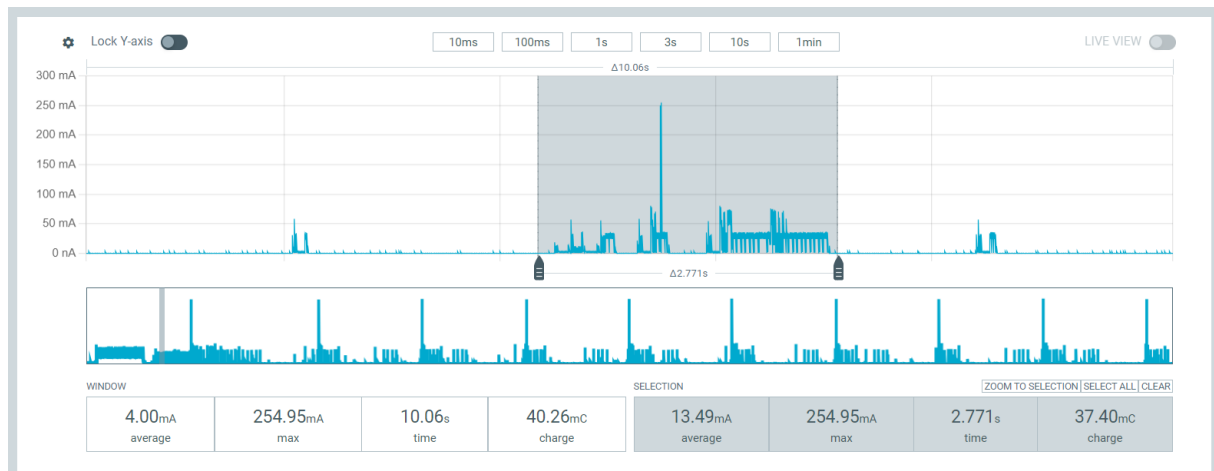 Lock Y-axis 10ms 100ms 1s 3s 10s 1min LIVE VIEW
Δ10.06s
300 mA
250 mA
200 mA
150 mA
100 mA
50 mA
0 nA
Δ2.771s
WINDOW SELECTION ZOOM TO SELECTION SELECT ALL CLEAR
4.00mA 254.95mA 10.06s 40.26mC 13.49mA 254.95mA 2.771s 37.40mC
average max time charge average max time charge